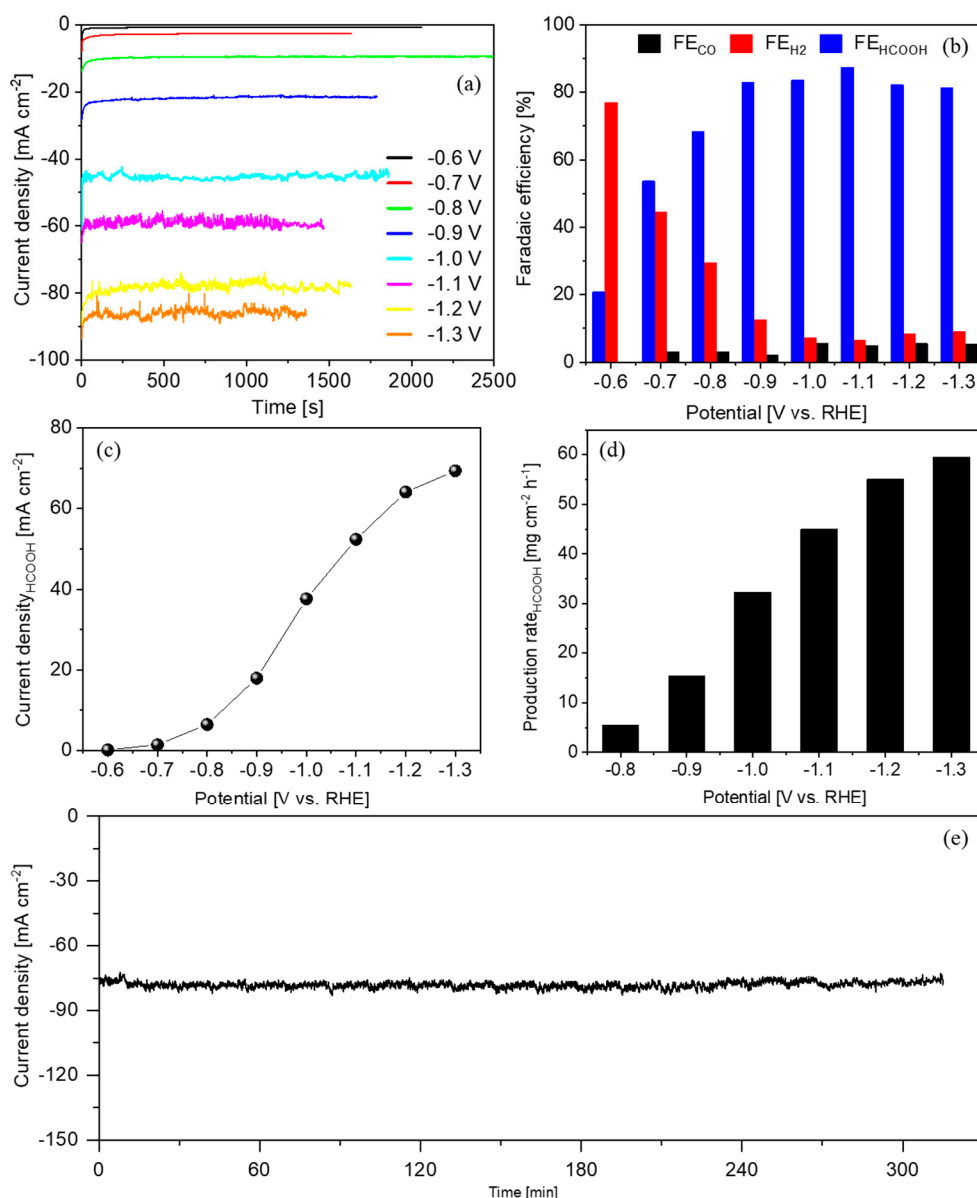 (a)
0
-20
-40
-60
-80
-100
Current density [mA cm⁻²]
-0.6 V
-0.7 V
-0.8 V
-0.9 V
-1.0 V
-1.1 V
-1.2 V
-1.3 V
0 500 1000 1500 2000 2500
Time [s]
(b)
FE_CO FE_H2 FE_HCOOH
100
80
60
40
20
0
Faradaic efficiency [%]
-0.6 -0.7 -0.8 -0.9 -1.0 -1.1 -1.2 -1.3
Potential [V vs. RHE]
(c)
80
60
40
20
0
Current density_HCOOH [mA cm⁻²]
-0.6 -0.7 -0.8 -0.9 -1.0 -1.1 -1.2 -1.3
Potential [V vs. RHE]
(d)
60
50
40
30
20
10
0
Production rate_HCOOH [mg cm⁻² h⁻¹]
-0.8 -0.9 -1.0 -1.1 -1.2 -1.3
Potential [V vs. RHE]
(e)
0
-30
-60
-90
-120
-150
Current density [mA cm⁻²]
0 60 120 180 240 300
Time [min]